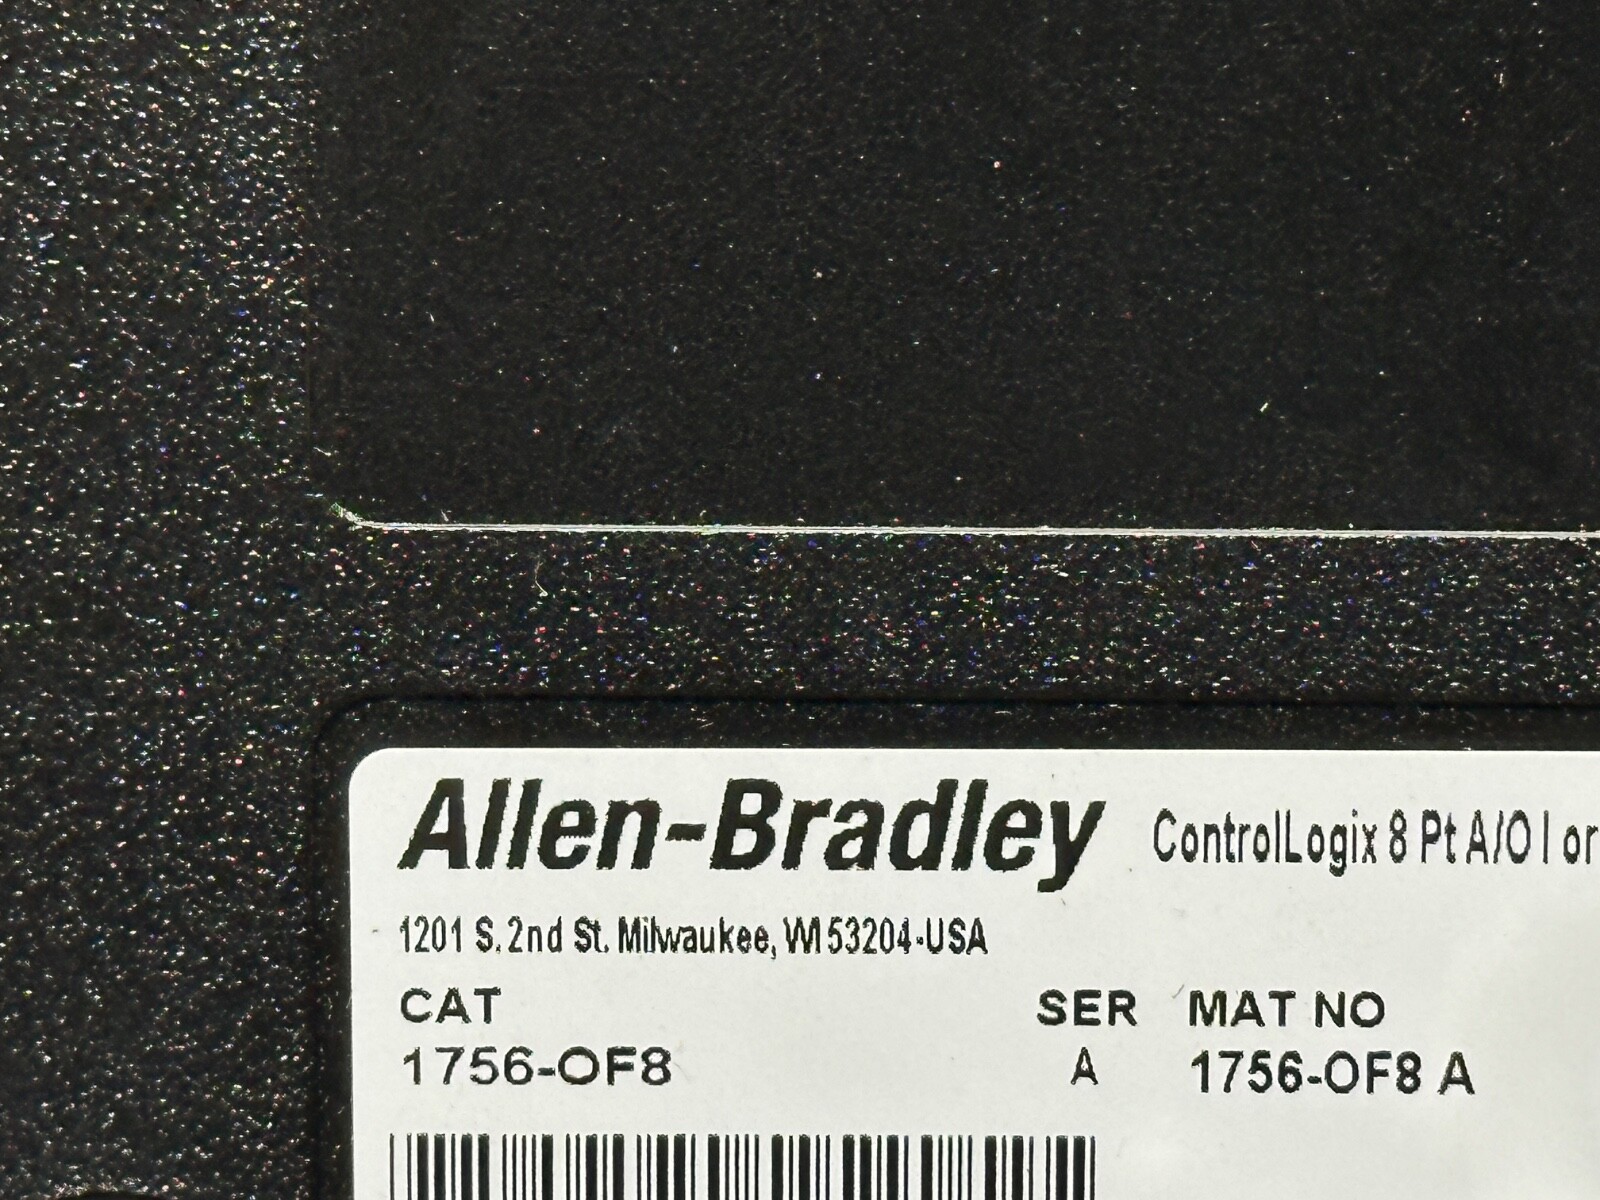 Allen-Bradley ControlLogix 8 Pt A/O I or
1201 S. 2nd St. Milwaukee, WI 53204-USA
CAT SER MAT NO
1756-OF8 A 1756-OF8 A